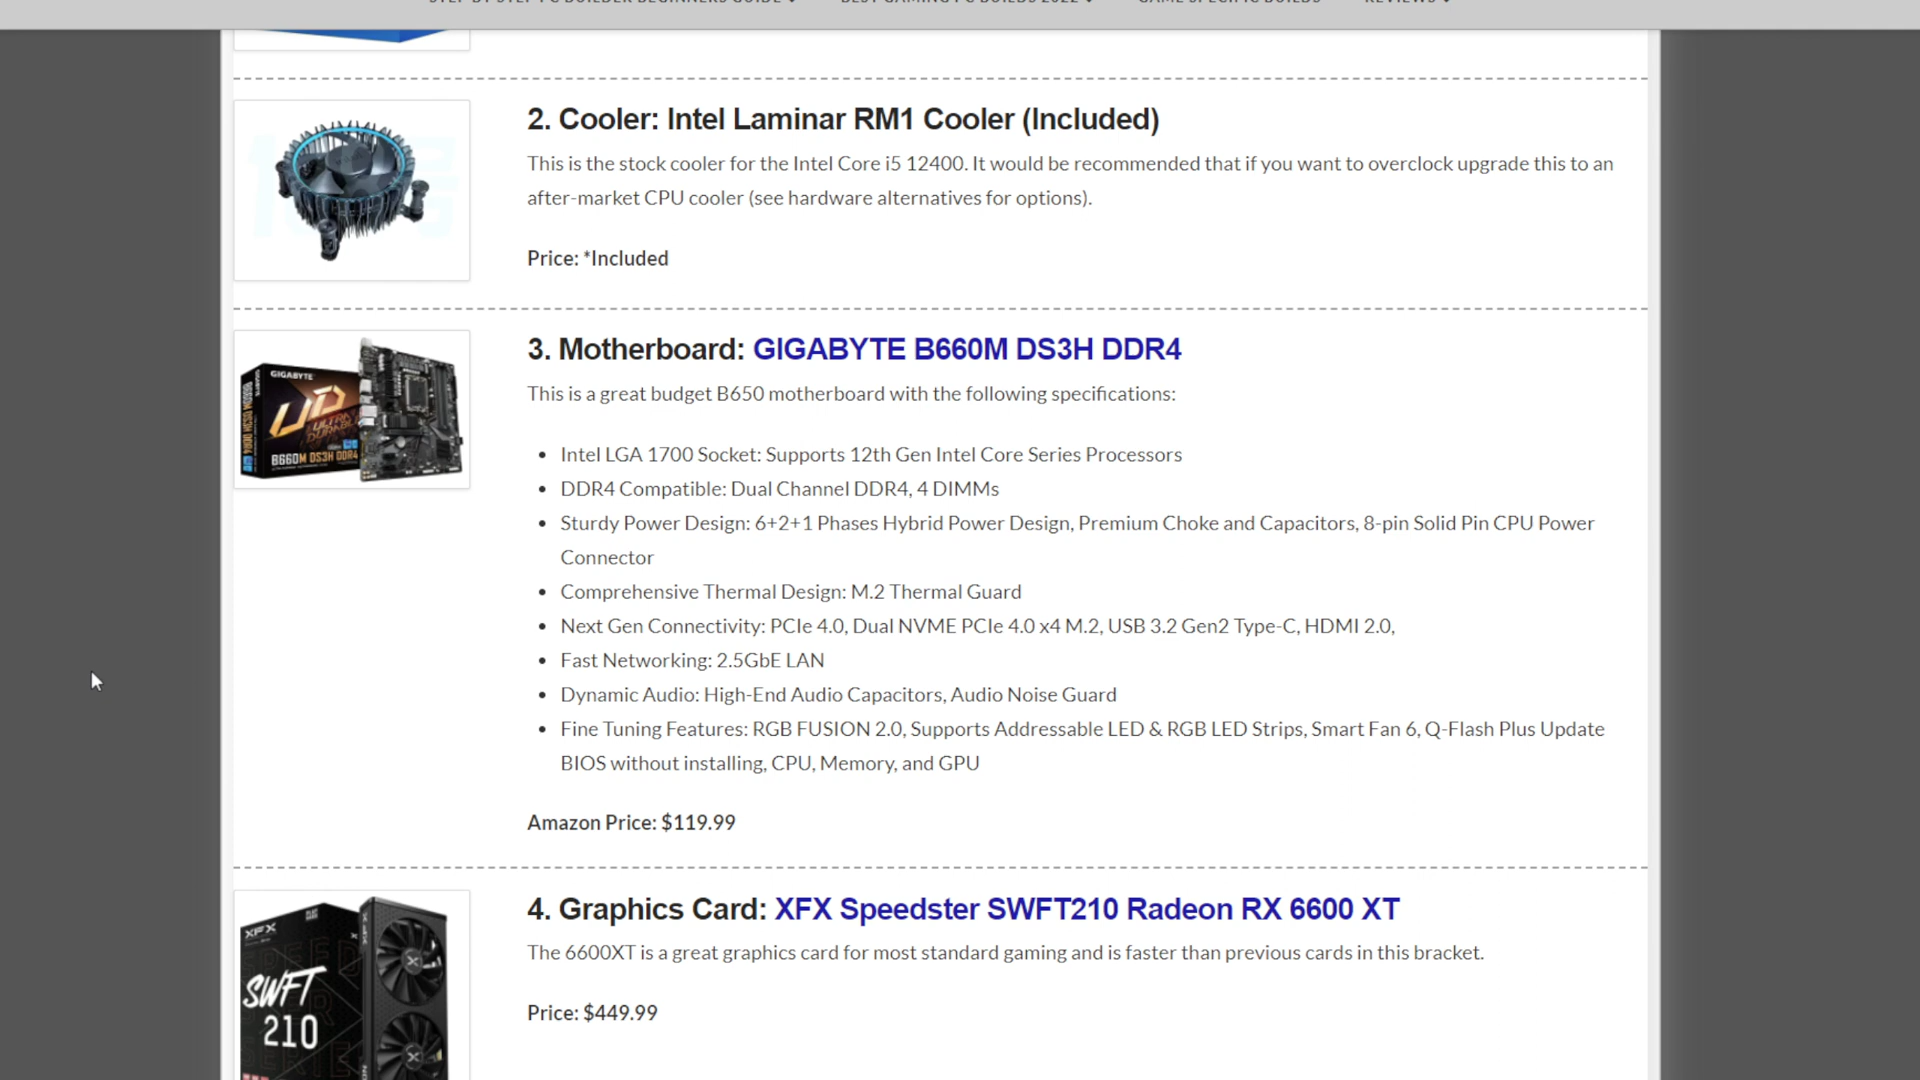 STEP BY STEP PC BUILDER BEGINNERS GUIDE BEST GAMING PC BUILDS 2022 GAME SPECIFIC BUILDS REVIEWS
2. Cooler: Intel Laminar RM1 Cooler (Included)
This is the stock cooler for the Intel Core i5 12400. It would be recommended that if you want to overclock upgrade this to an
after-market CPU cooler (see hardware alternatives for options).
Price: *Included
3. Motherboard: GIGABYTE B660M DS3H DDR4
This is a great budget B650 motherboard with the following specifications:
GIGABYTE
UD
ULTRA
DURABLE
B660M DS3H DDR4
• Intel LGA 1700 Socket: Supports 12th Gen Intel Core Series Processors
• DDR4 Compatible: Dual Channel DDR4, 4 DIMMs
• Sturdy Power Design: 6+2+1 Phases Hybrid Power Design, Premium Choke and Capacitors, 8-pin Solid Pin CPU Power
Connector
• Comprehensive Thermal Design: M.2 Thermal Guard
• Next Gen Connectivity: PCIe 4.0, Dual NVME PCIe 4.0 x4 M.2, USB 3.2 Gen2 Type-C, HDMI 2.0,
• Fast Networking: 2.5GbE LAN
• Dynamic Audio: High-End Audio Capacitors, Audio Noise Guard
• Fine Tuning Features: RGB FUSION 2.0, Supports Addressable LED & RGB LED Strips, Smart Fan 6, Q-Flash Plus Update
BIOS without installing, CPU, Memory, and GPU
Amazon Price: $119.99
4. Graphics Card: XFX Speedster SWFT210 Radeon RX 6600 XT
The 6600XT is a great graphics card for most standard gaming and is faster than previous cards in this bracket.
Price: $449.99
XFX
SWFT
210